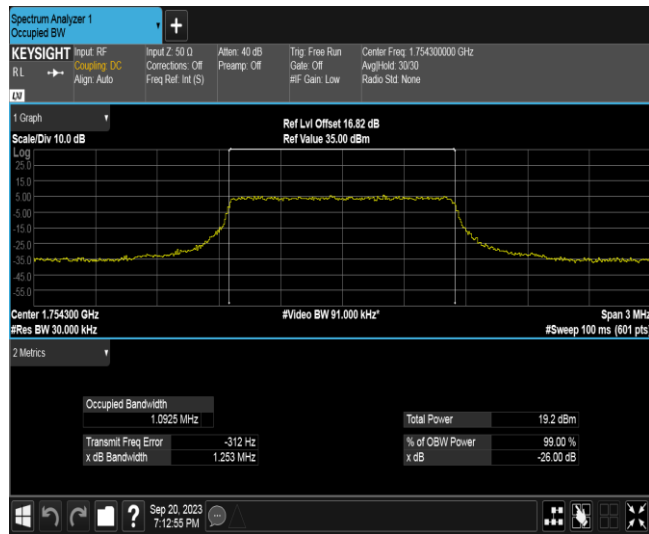 Spectrum Analyzer 1
Occupied BW
+
KEYSIGHT Input: RF Input Z: 50 Ω Atten: 40 dB Trig: Free Run Center Freq: 1.754300000 GHz
RL Coupling: DC Corrections: Off Preamp: Off Gate: Off Avg|Hold: 30/30
Align: Auto Freq Ref: Int (S) #IF Gain: Low Radio Std: None
LXI
1 Graph
Ref Lvl Offset 16.82 dB
Scale/Div 10.0 dB Ref Value 35.00 dBm
Log
25.0
15.0
5.00
-5.00
-15.0
-25.0
-35.0
-45.0
-55.0
Center 1.754300 GHz #Video BW 91.000 kHz* Span 3 MHz
#Res BW 30.000 kHz #Sweep 100 ms (601 pts)
2 Metrics
Occupied Bandwidth
1.0925 MHz Total Power 19.2 dBm
Transmit Freq Error -312 Hz % of OBW Power 99.00 %
x dB Bandwidth 1.253 MHz x dB -26.00 dB
? Sep 20, 2023
7:12:55 PM